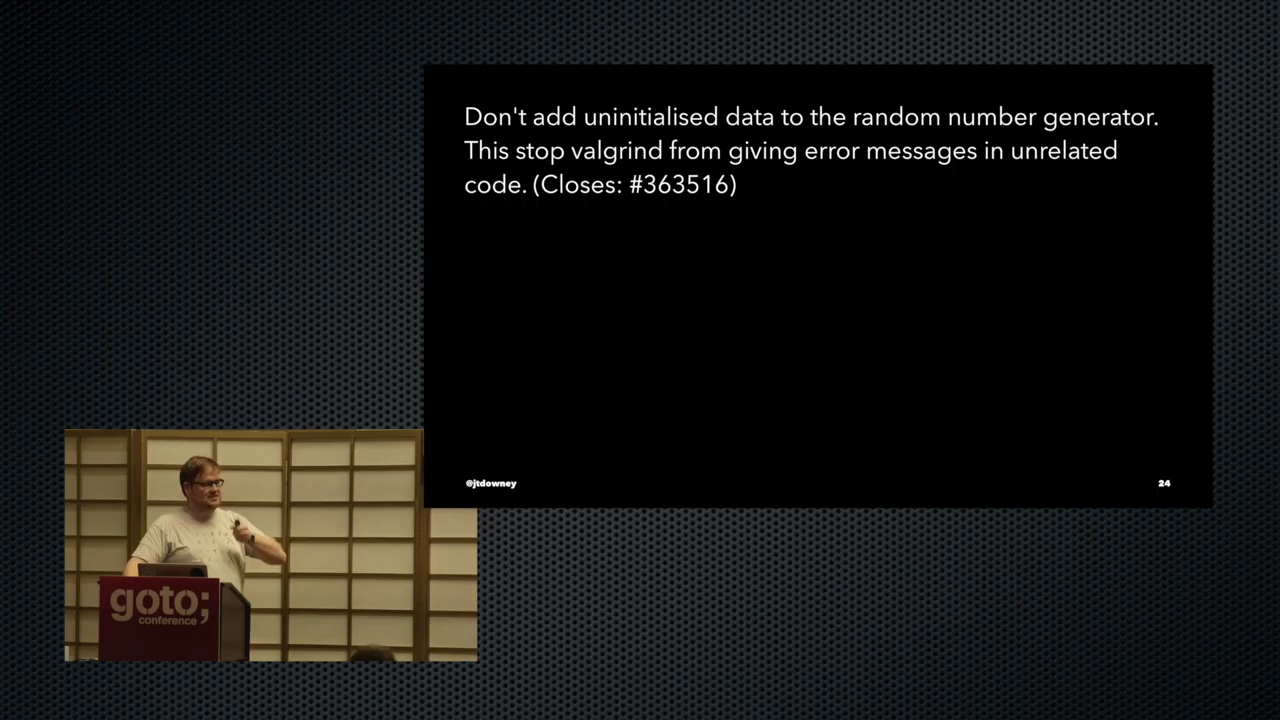 Don't add uninitialised data to the random number generator.
This stop valgrind from giving error messages in unrelated
code. (Closes: #363516)
@jtdowney
24
goto;
conference